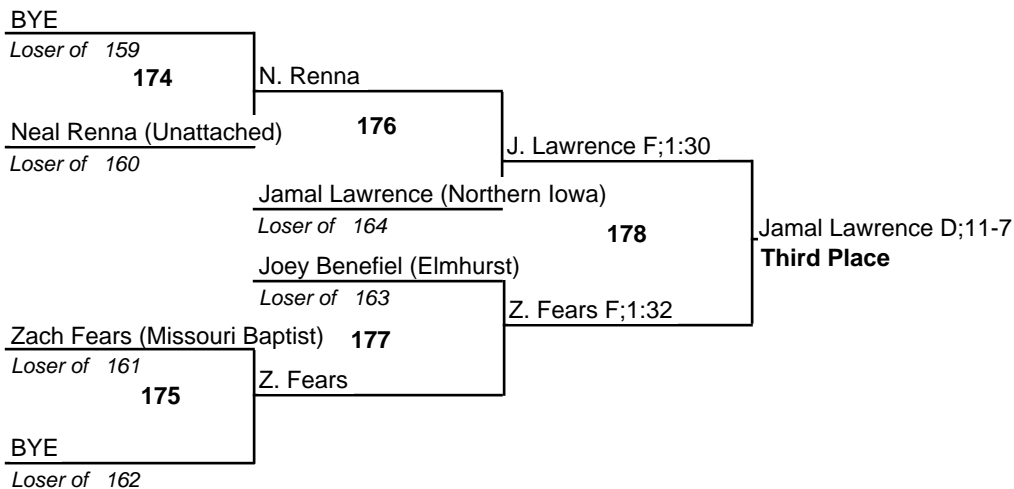 BYE
Loser of 159
174
N. Renna
Neal Renna (Unattached)
Loser of 160
176
J. Lawrence F;1:30
Jamal Lawrence (Northern Iowa)
Loser of 164
178
Jamal Lawrence D;11-7
Third Place
Joey Benefiel (Elmhurst)
Loser of 163
Z. Fears F;1:32
Zach Fears (Missouri Baptist)
177
Loser of 161
175
Z. Fears
BYE
Loser of 162